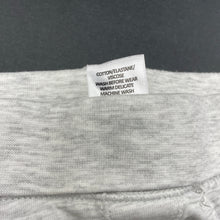 COTTON/ELASTANE/
VISCOSE
WASH BEFORE WEAR
WARM DELICATE
MACHINE WASH